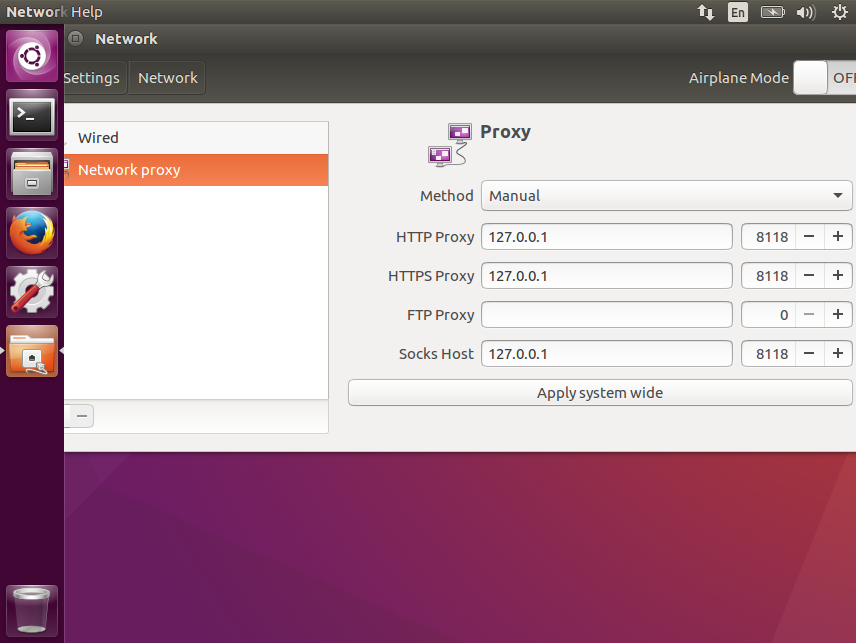 Network Help
En
Network
Settings Network Airplane Mode OFF
Wired
Network proxy
Proxy
Method Manual
HTTP Proxy 127.0.0.1 8118 − +
HTTPS Proxy 127.0.0.1 8118 − +
FTP Proxy 0 − +
Socks Host 127.0.0.1 8118 − +
Apply system wide